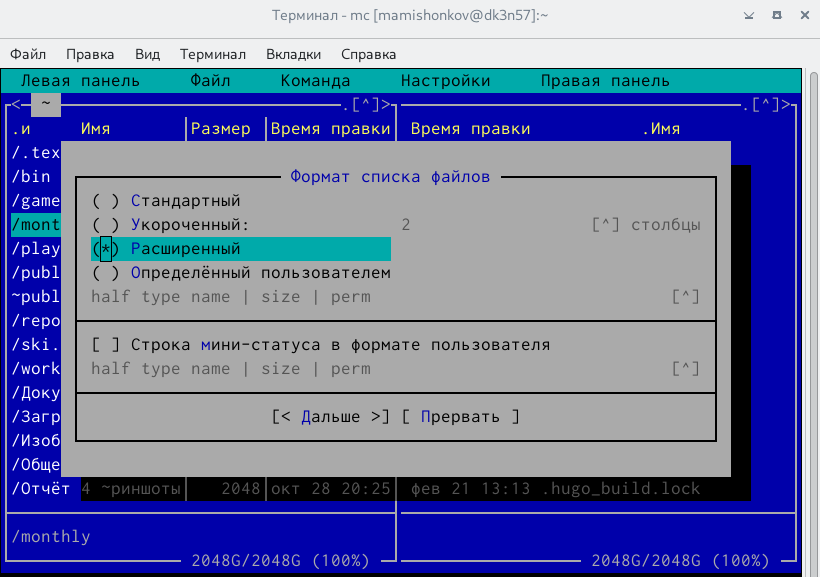 Терминал - mc [mamishonkov@dk3n57]:~
Файл Правка Вид Терминал Вкладки Справка
Левая панель Файл Команда Настройки Правая панель
<─ ~ .[^]> .[^]>
.и Имя Размер Время правки Время правки .Имя
/.tex
/bin
/game
/mont
/play
/publ
~publ
/repo
/ski.
/work
/Доку
/Загр
/Изоб
/Обще
Формат списка файлов
( ) Стандартный
( ) Укороченный: 2 [^] столбцы
(*) Расширенный
( ) Определённый пользователем
half type name | size | perm [^]
[ ] Строка мини-статуса в формате пользователя
half type name | size | perm [^]
[< Дальше >] [ Прервать ]
/Отчёт 4 ~риншоты 2048 окт 28 20:25 фев 21 13:13 .hugo_build.lock
/monthly
2048G/2048G (100%) 2048G/2048G (100%)